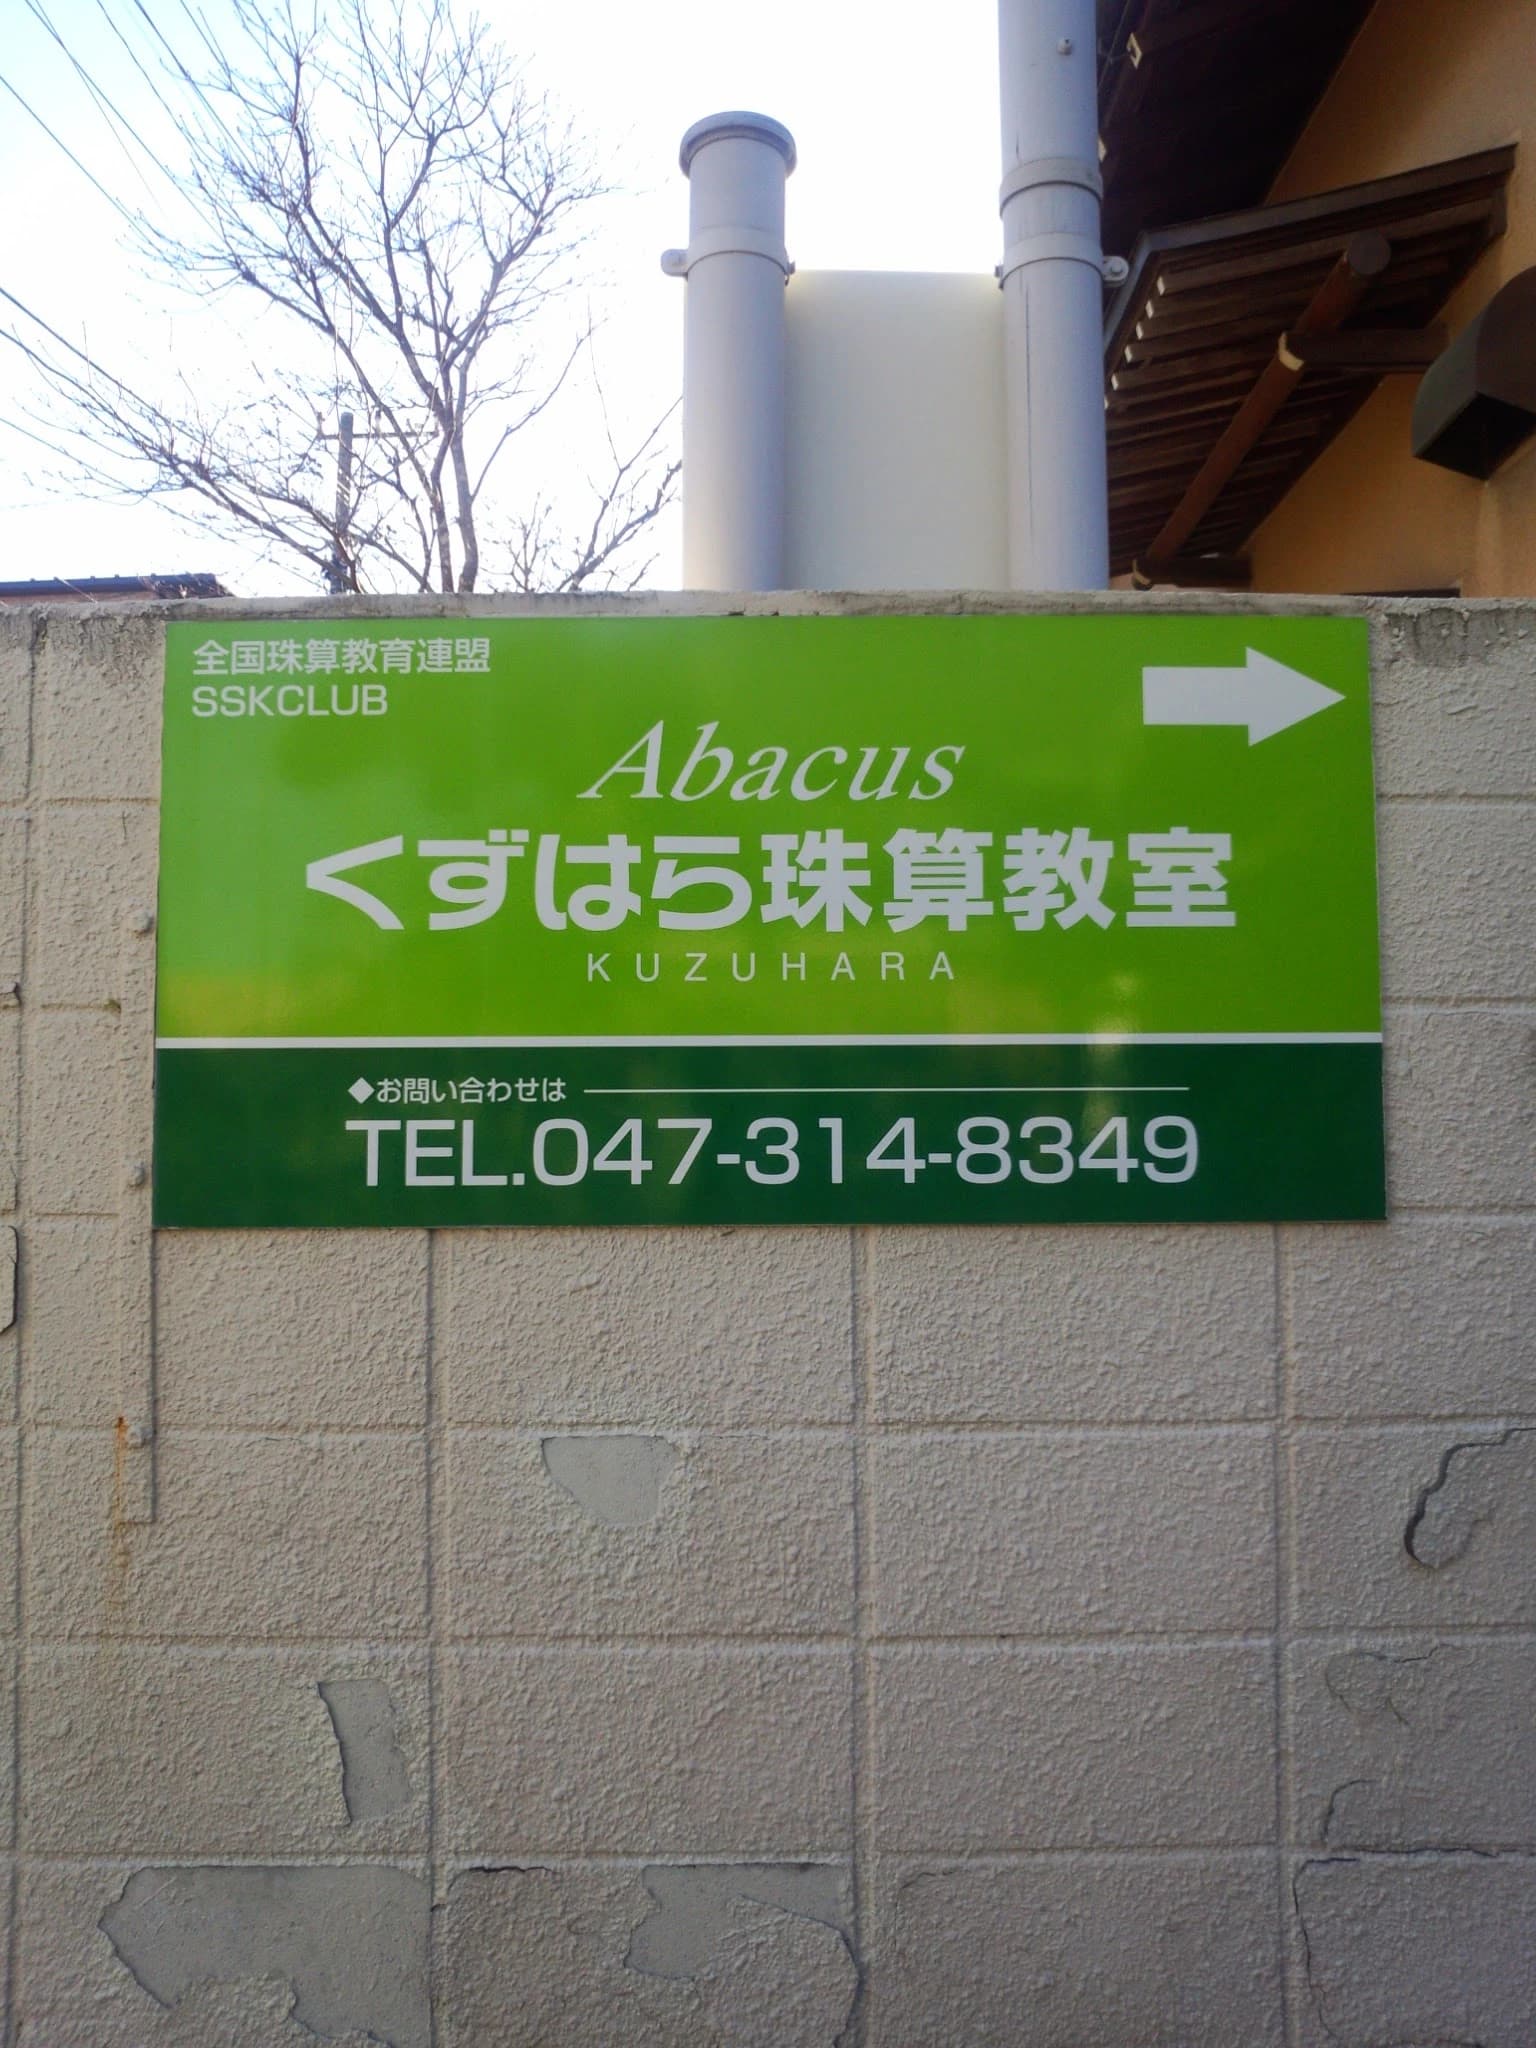 全国珠算教育連盟
SSKCLUB
Abacus
くずはら珠算教室
KUZUHARA
◆お問い合わせは
TEL.047-314-8349